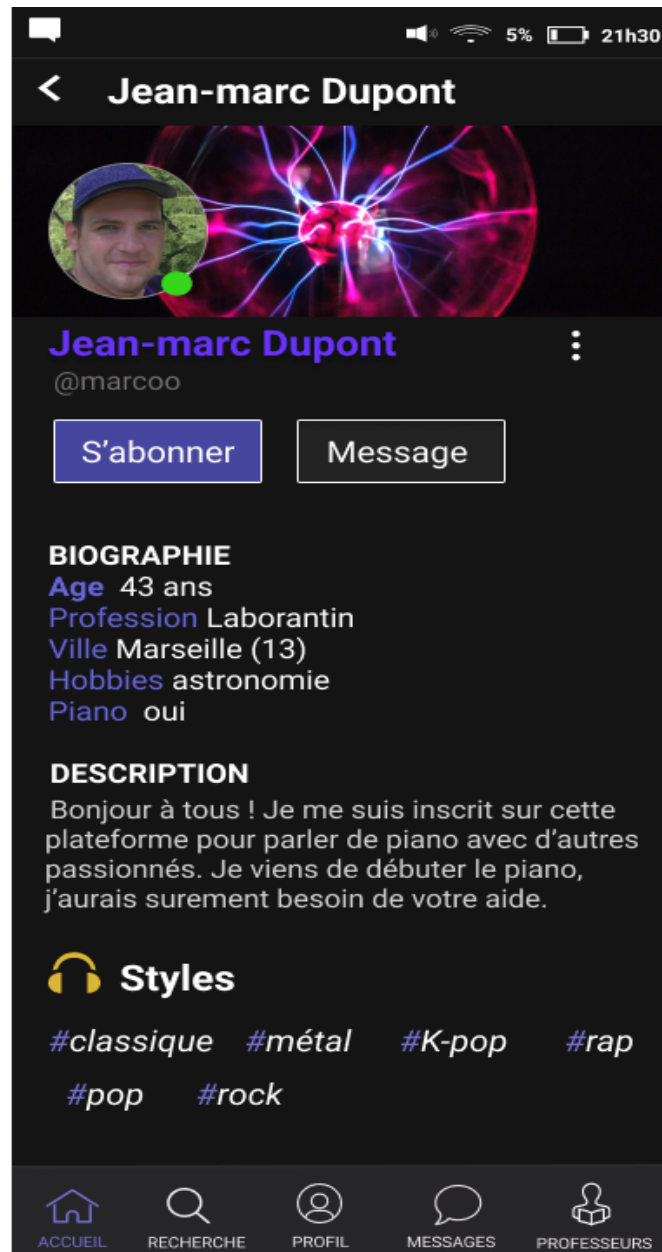 5% 21h30
Jean-marc Dupont
Jean-marc Dupont
@marcoo
S'abonner Message
BIOGRAPHIE
Age 43 ans
Profession Laborantin
Ville Marseille (13)
Hobbies astronomie
Piano oui
DESCRIPTION
Bonjour à tous ! Je me suis inscrit sur cette
plateforme pour parler de piano avec d'autres
passionnés. Je viens de débuter le piano,
j'aurais surement besoin de votre aide.
Styles
#classique #métal #K-pop #rap
#pop #rock
ACCUEIL RECHERCHE PROFIL MESSAGES PROFESSEURS